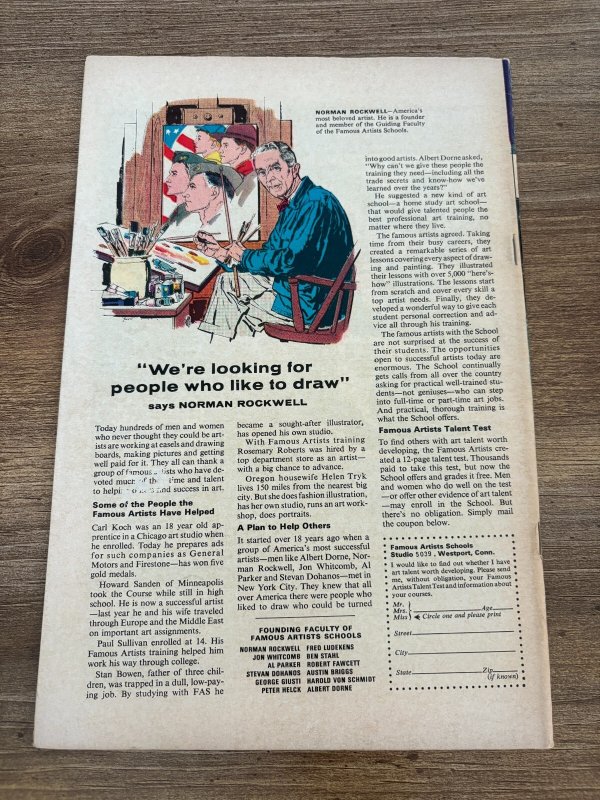 NORMAN ROCKWELL—America's
most beloved artist. He is a founder
and member of the Guiding Faculty
of the Famous Artists Schools.
"We're looking for
people who like to draw"
says NORMAN ROCKWELL
Today hundreds of men and women
who never thought they could be art-
ists are working at easels and drawing
boards, making pictures and getting
well paid for it. They all can thank a
group of famous who have de-
voted much time and talent
to success in art.
Some of the People the
Famous Artists Have Helped
Carl Koch was an 18 year old ap-
prentice in a Chicago art studio when
he enrolled. Today he prepares ads
for such companies as General
Motors and Firestone—has won five
gold medals.
Howard Sanden of Minneapolis
took the Course while still in high
school. He is now a successful artist
—last year he and his wife traveled
through Europe and the Middle East
on important art assignments.
Paul Sullivan enrolled at 14. His
Famous Artists training helped him
work his way through college.
Stan Bowen, father of three chil-
dren, was trapped in a dull, low-pay-
ing job. By studying with FAS he
became a sought-after illustrator,
has opened his own studio.
With Famous Artists training
Rosemary Roberts was hired by a
top department store as an artist—
with a big chance to advance.
Oregon housewife Helen Tryk
lives 150 miles from the nearest big
city. But she does fashion illustration,
has her own studio, runs an art work-
shop, does portraits.
A Plan to Help Others
It started over 18 years ago when a
group of America's most successful
artists—men like Albert Dorne, Nor-
man Rockwell, Jon Whitcomb, Al
Parker and Stevan Dohanos—met in
New York City. They knew that all
over America there were people who
liked to draw who could be turned
FOUNDING FACULTY OF
FAMOUS ARTISTS SCHOOLS
NORMAN ROCKWELL FRED LUDEKENS
JON WHITCOMB BEN STAHL
AL PARKER ROBERT FAWCETT
STEVAN DOHANOS AUSTIN BRIGGS
GEORGE GIUSTI HAROLD VON SCHMIDT
PETER HELCK ALBERT DORNE
into good artists. Albert Dorne asked,
"Why can't we give these people the
training they need—including all the
trade secrets and know-how we've
learned over the years?"
He suggested a new kind of art
school—a home study art school—
that would give talented people the
best professional art training, no
matter where they live.
The famous artists agreed. Taking
time from their busy careers, they
created a remarkable series of art
lessons covering every aspect of draw-
ing and painting. They illustrated
their lessons with over 5,000 "here's-
how" illustrations. The lessons start
from scratch and cover every skill a
top artist needs. Finally, they de-
veloped a wonderful way to give each
student personal correction and ad-
vice all through his training.
The famous artists with the School
are not surprised at the success of
their students. The opportunities
open to successful artists today are
enormous. The School continually
gets calls from all over the country
asking for practical well-trained stu-
dents—not geniuses—who can step
into full-time or part-time art jobs.
And practical, thorough training is
what the School offers.
Famous Artists Talent Test
To find others with art talent worth
developing, the Famous Artists cre-
ated a 12-page talent test. Thousands
paid to take this test, but now the
School offers and grades it free. Men
and women who do well on the test
—or offer other evidence of art talent
—may enroll in the School. But
there's no obligation. Simply mail
the coupon below.
Famous Artists Schools
Studio 5039, Westport, Conn.
I would like to find out whether I have
art talent worth developing. Please send
me, without obligation, your Famous
Artists Talent Test and information about
your courses.
Mr.
Mrs. Age
Miss Circle one and please print
Street
City
State Zip
(if known)